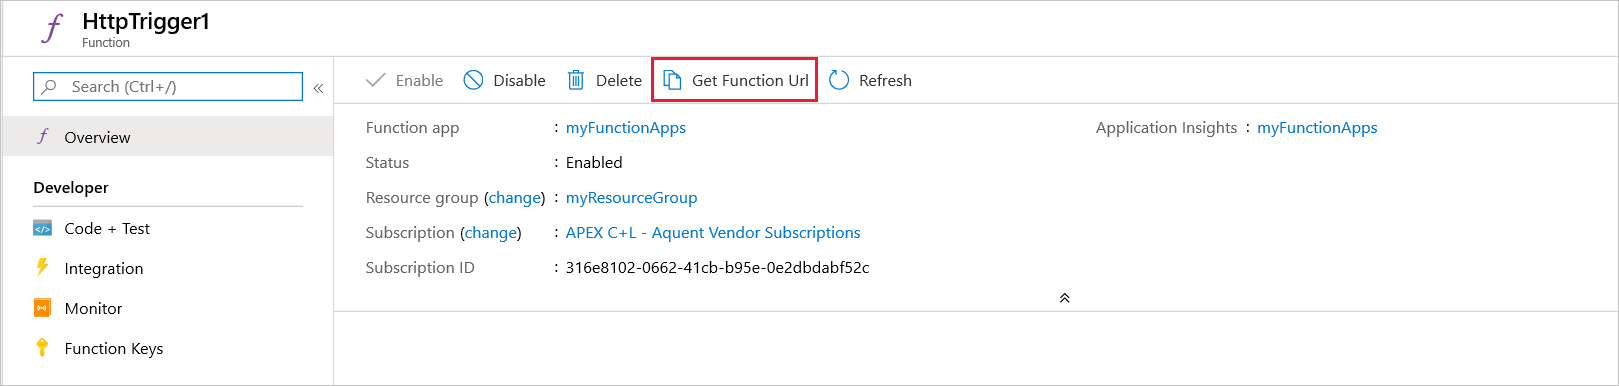 HttpTrigger1
Function
Search (Ctrl+/)
«
Enable
Disable
Delete
Get Function Url
Refresh
Overview
Developer
Code + Test
Integration
Monitor
Function Keys
Function app : myFunctionApps
Status : Enabled
Resource group (change) : myResourceGroup
Subscription (change) : APEX C+L - Aquent Vendor Subscriptions
Subscription ID : 316e8102-0662-41cb-b95e-0e2dbdabf52c
Application Insights : myFunctionApps